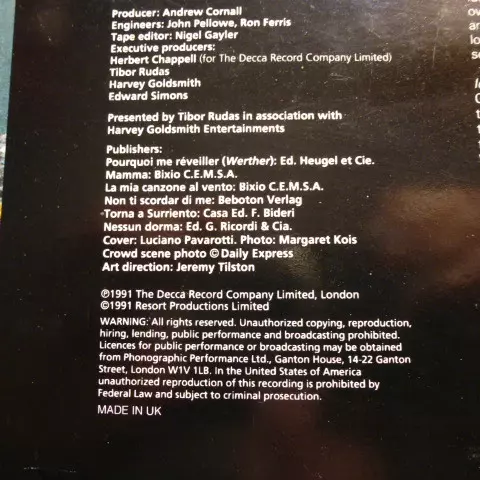 Producer: Andrew Cornall
Engineers: John Pellowe, Ron Ferris
Tape editor: Nigel Gayler
Executive producers:
Herbert Chappell (for The Decca Record Company Limited)
Tibor Rudas
Harvey Goldsmith
Edward Simons
Presented by Tibor Rudas in association with
Harvey Goldsmith Entertainments
Publishers:
Pourquoi me réveiller (Werther): Ed. Heugel et Cie.
Mamma: Bixio C.E.M.S.A.
La mia canzone al vento: Bixio C.E.M.S.A.
Non ti scordar di me: Beboton Verlag
Torna a Surriento: Casa Ed. F. Bideri
Nessun dorma: Ed. G. Ricordi & Cia.
Cover: Luciano Pavarotti. Photo: Margaret Kois
Crowd scene photo © Daily Express
Art direction: Jeremy Tilston
℗1991 The Decca Record Company Limited, London
©1991 Resort Productions Limited
WARNING: All rights reserved. Unauthorized copying, reproduction,
hiring, lending, public performance and broadcasting prohibited.
Licences for public performance or broadcasting may be obtained
from Phonographic Performance Ltd., Ganton House, 14-22 Ganton
Street, London W1V 1LB. In the United States of America
unauthorized reproduction of this recording is prohibited by
Federal Law and subject to criminal prosecution.
MADE IN UK